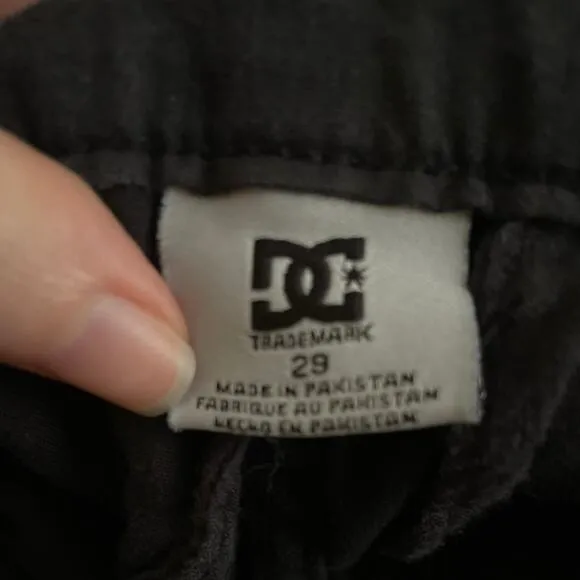 DC
TRADEMARK
29
MADE IN PAKISTAN
FABRIQUE AU PAKISTAN
HECHO EN PAKISTAN